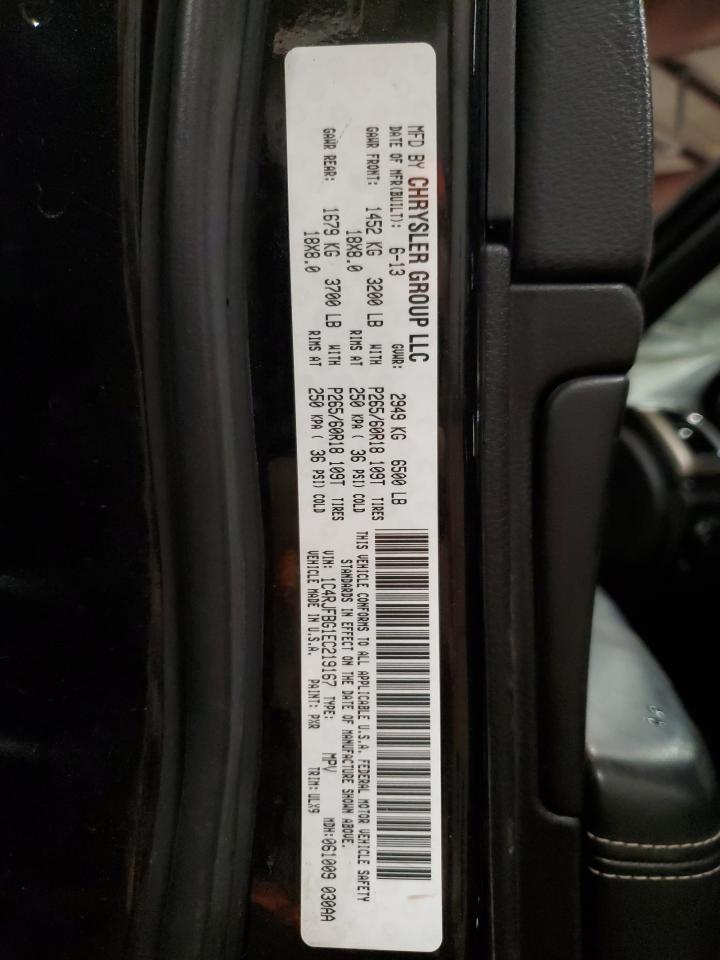 MFD BY CHRYSLER GROUP LLC
DATE OF MFR(BUILT): 6-13 GVWR: 2949 KG 6500 LB
GAWR FRONT: 1452 KG 3200 LB WITH P265/60R18 109T TIRES
18X8.0 RIMS AT 250 KPA ( 36 PSI) COLD
GAWR REAR: 1679 KG 3700 LB WITH P265/60R18 109T TIRES
18X8.0 RIMS AT 250 KPA ( 36 PSI) COLD
THIS VEHICLE CONFORMS TO ALL APPLICABLE U.S.A. FEDERAL MOTOR VEHICLE SAFETY
STANDARDS IN EFFECT ON THE DATE OF MANUFACTURE SHOWN ABOVE.
VIN: 1C4RJFBG1EC219167 TYPE: MPV MDH:061009 030AA
VEHICLE MADE IN U.S.A. PAINT: PXR TRIM: ULX9